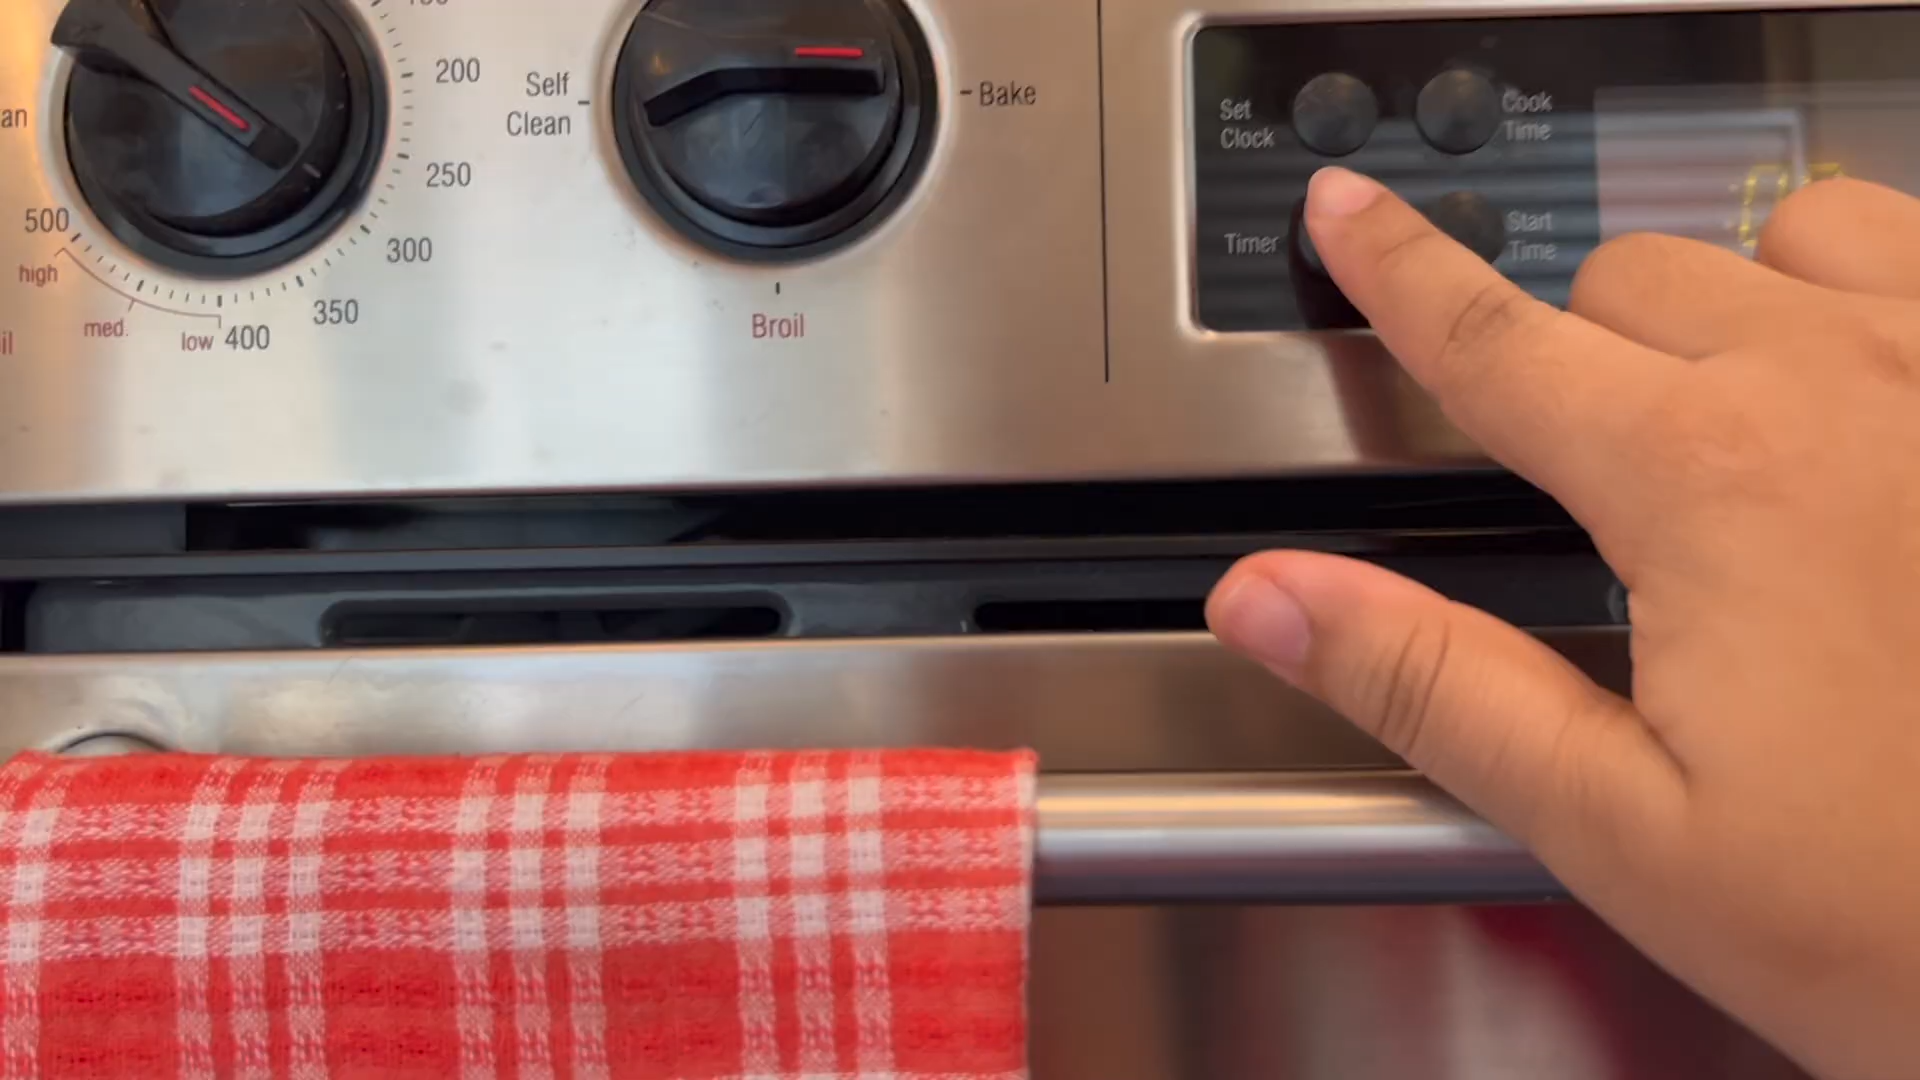 200
250
300
350
400
500
high
med.
low
Self
Clean
Bake
Broil
Set
Clock
Cook
Time
Timer
Start
Time